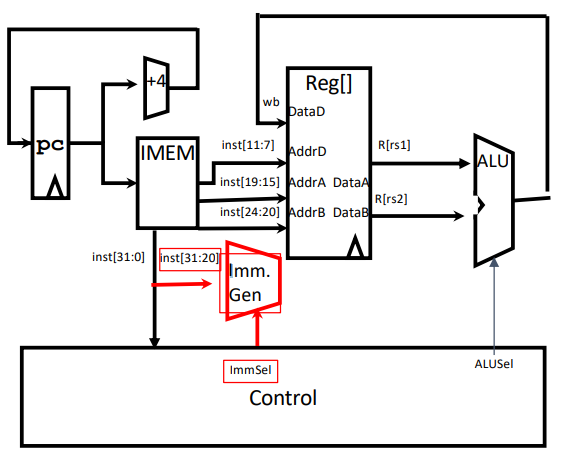 +4
Reg[]
wb
DataD
pc
IMEM
inst[11:7]
AddrD
R[rs1]
ALU
inst[19:15]
AddrA DataA
inst[24:20]
AddrB DataB
R[rs2]
inst[31:0]
inst[31:20]
Imm.
Gen
ImmSel
ALUSel
Control